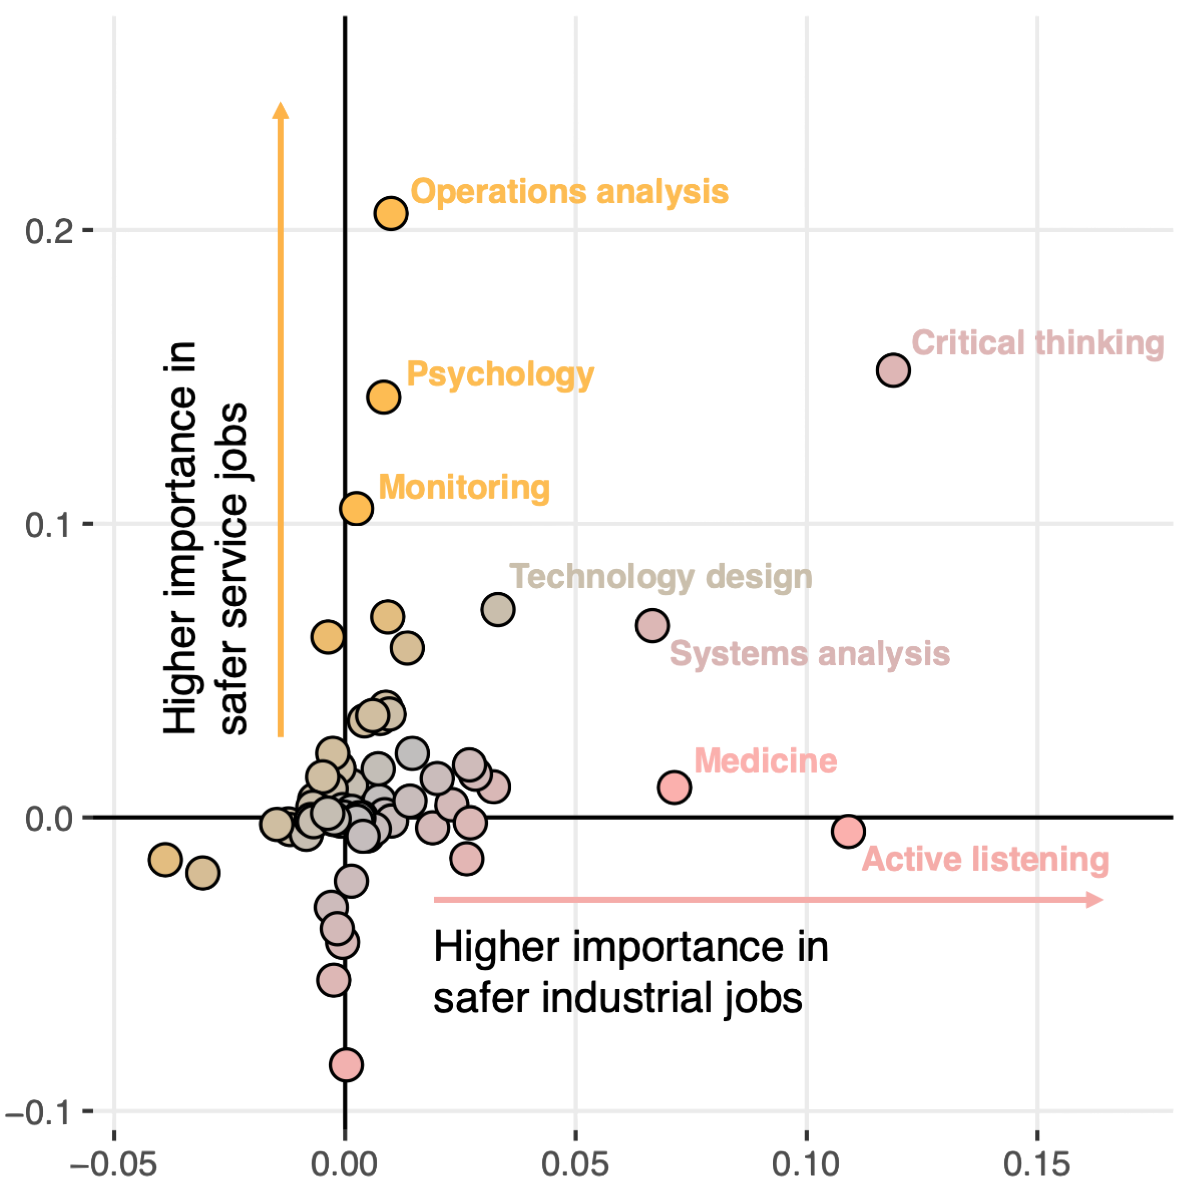 Operations analysis
0.2
Critical thinking
Psychology
Higher importance in
safer service jobs
Monitoring
0.1
Technology design
Systems analysis
Medicine
0.0
Active listening
Higher importance in
safer industrial jobs
−0.1
−0.05
0.00
0.05
0.10
0.15